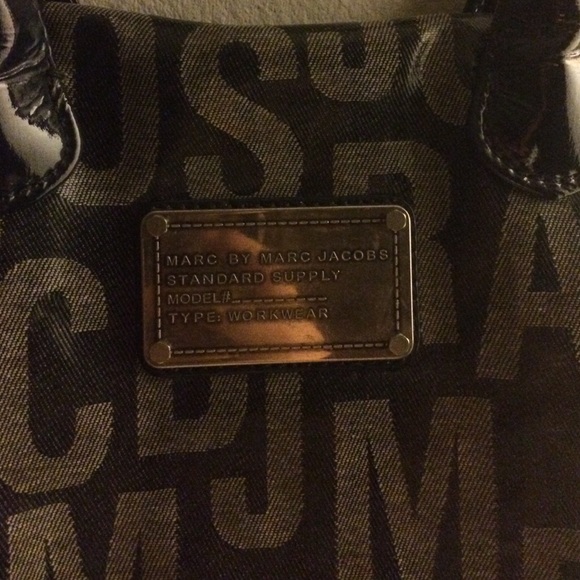 MARC BY MARC JACOBS
STANDARD SUPPLY
MODEL#
TYPE: WORKWEAR